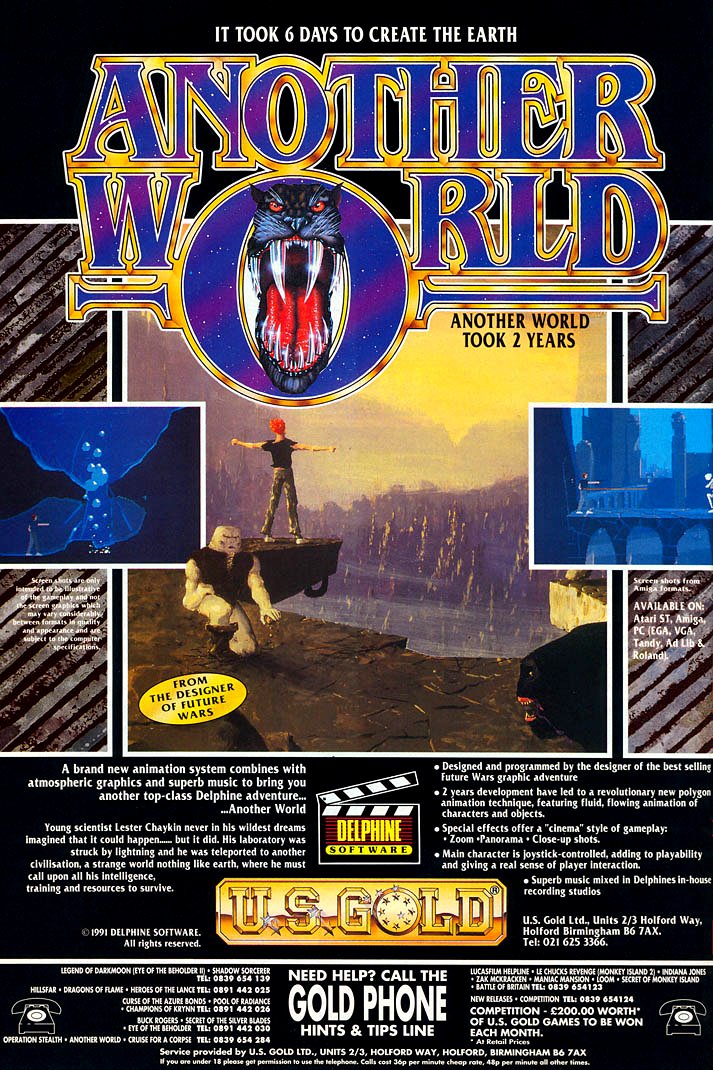 IT TOOK 6 DAYS TO CREATE THE EARTH
ANOTHER
WORLD
ANOTHER WORLD
TOOK 2 YEARS
Screen shots are only
intended to be illustrative
of the gameplay and not
the screen graphics which
may vary considerably
between formats in quality
and appearance and are
subject to the computer
specifications.
Screen shots from
Amiga formats.
AVAILABLE ON:
Atari ST, Amiga,
PC (EGA, VGA,
Tandy, Ad Lib &
Roland).
FROM
THE DESIGNER
OF FUTURE
WARS
A brand new animation system combines with
atmospheric graphics and superb music to bring you
another top-class Delphine adventure...
...Another World
Young scientist Lester Chaykin never in his wildest dreams
imagined that it could happen...... but it did. His laboratory was
struck by lightning and he was teleported to another
civilisation, a strange world nothing like earth, where he must
call upon all his intelligence,
training and resources to survive.
DELPHINE
SOFTWARE
• Designed and programmed by the designer of the best selling
Future Wars graphic adventure
• 2 years development have led to a revolutionary new polygon
animation technique, featuring fluid, flowing animation of
characters and objects.
• Special effects offer a "cinema" style of gameplay:
• Zoom •Panorama • Close-up shots.
• Main character is joystick-controlled, adding to playability
and giving a real sense of player interaction.
• Superb music mixed in Delphines in-house
recording studios
© 1991 DELPHINE SOFTWARE.
All rights reserved.
U.S. GOLD®
U.S. Gold Ltd., Units 2/3 Holford Way,
Holford Birmingham B6 7AX.
Tel: 021 625 3366.
LEGEND OF DARKMOON (EYE OF THE BEHOLDER II) • SHADOW SORCERER
TEL: 0839 654 139
HILLSFAR • DRAGONS OF FLAME • HEROES OF THE LANCE TEL: 0891 442 025
CURSE OF THE AZURE BONDS • POOL OF RADIANCE
• CHAMPIONS OF KRYNN TEL: 0891 442 026
BUCK ROGERS • SECRET OF THE SILVER BLADES
• EYE OF THE BEHOLDER TEL: 0891 442 030
OPERATION STEALTH • ANOTHER WORLD • CRUISE FOR A CORPSE TEL: 0839 654 284
NEED HELP? CALL THE
GOLD PHONE
HINTS & TIPS LINE
LUCASFILM HELPLINE • LE CHUCKS REVENGE (MONKEY ISLAND 2) • INDIANA JONES
• ZAK MCKRACKEN • MANIAC MANSION • LOOM • SECRET OF MONKEY ISLAND
• BATTLE OF BRITAIN TEL: 0839 654123
NEW RELEASES • COMPETITION TEL: 0839 654124
COMPETITION - £200.00 WORTH*
OF U.S. GOLD GAMES TO BE WON
EACH MONTH.
* At Retail Prices
Service provided by U.S. GOLD LTD., UNITS 2/3, HOLFORD WAY, HOLFORD, BIRMINGHAM B6 7AX
If you are under 18 please get permission to use the telephone. Calls cost 36p per minute cheap rate, 48p per minute all other times.